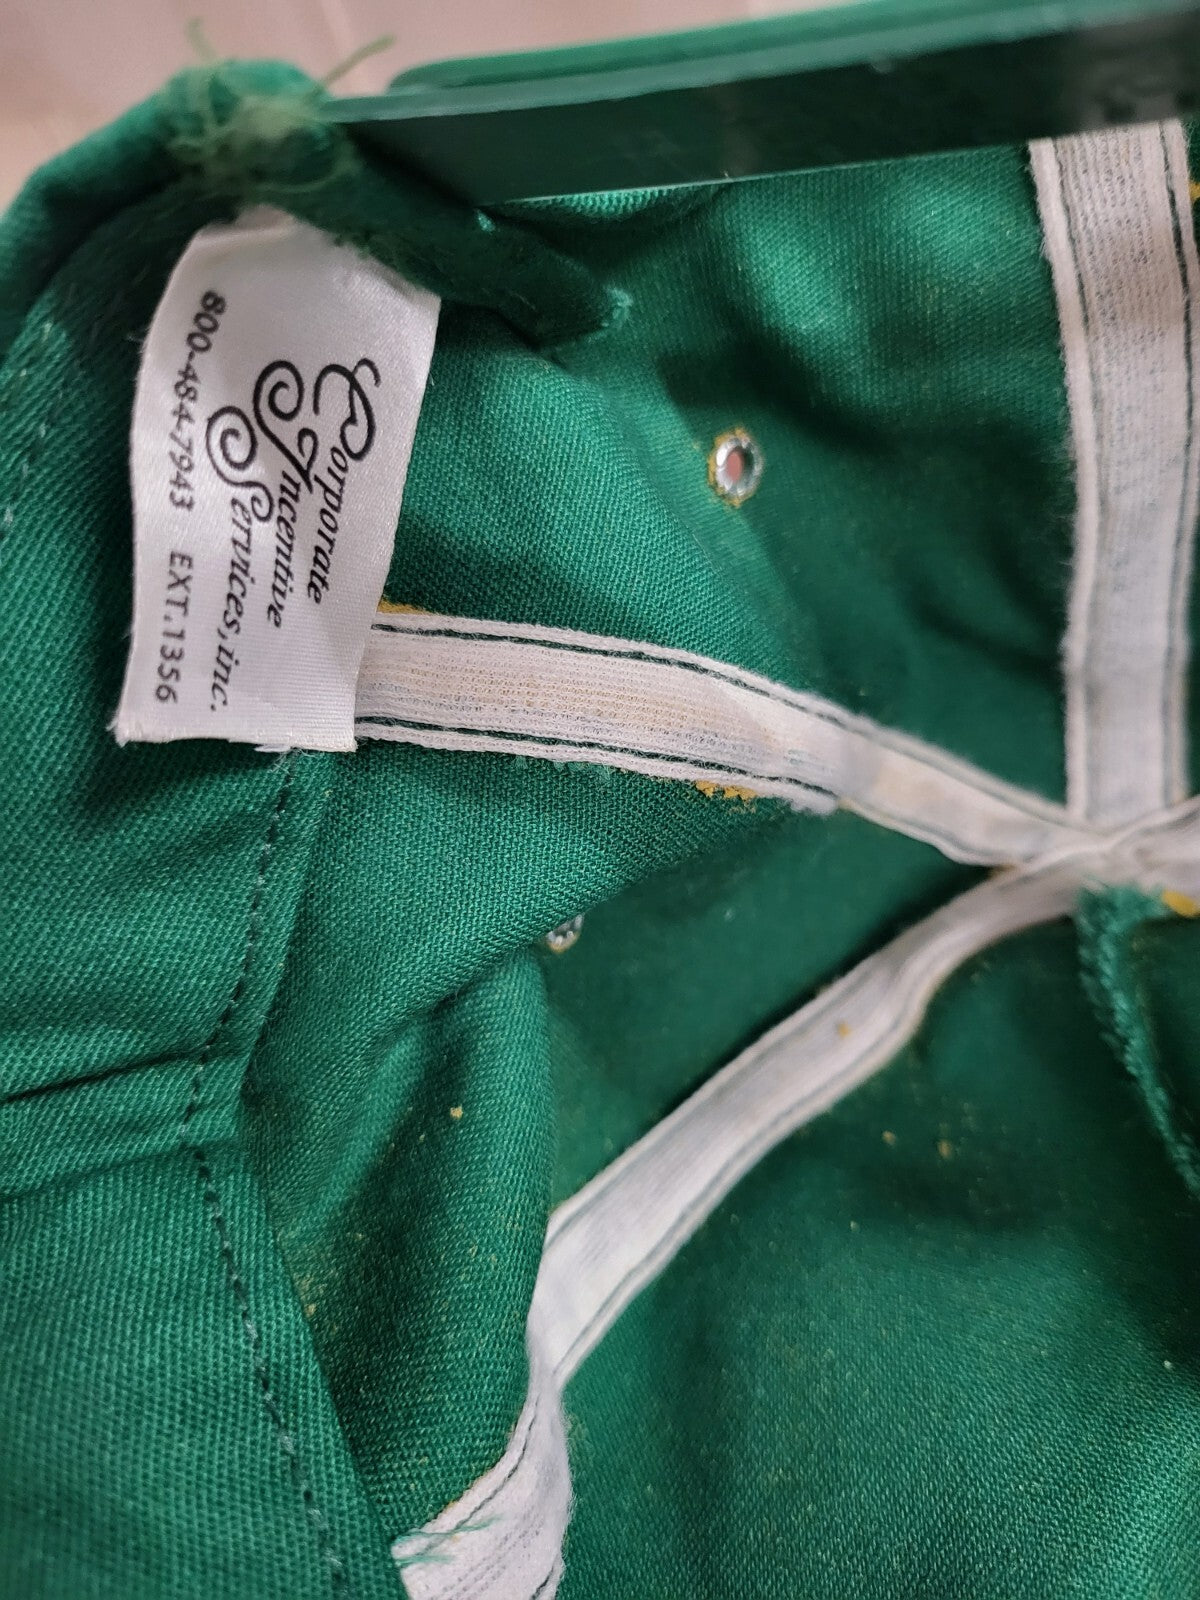 Corporate
Incentive
Services, inc.
800-484-7943 EXT.1356